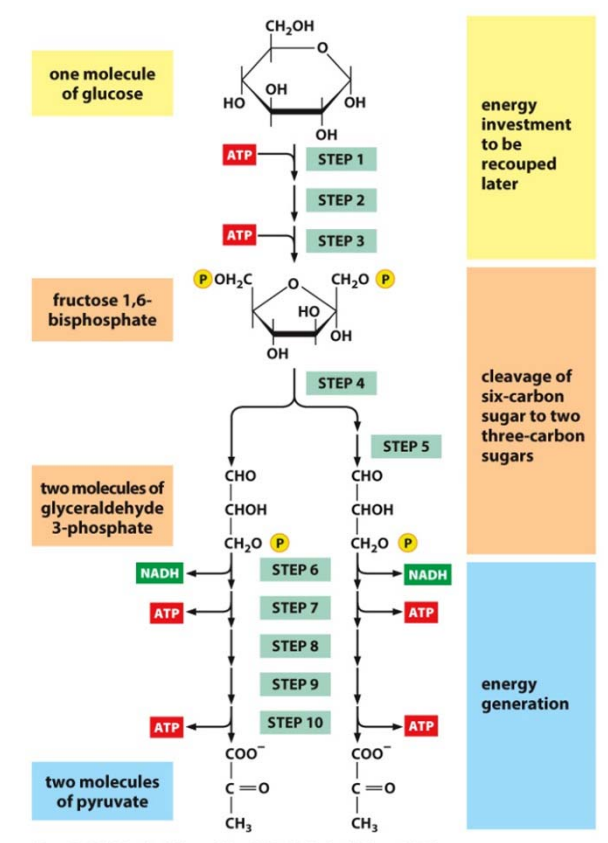 CH₂OH
O
one molecule
of glucose
OH
HO
OH
OH
energy
investment
to be
recouped
later
ATP
STEP 1
STEP 2
ATP
STEP 3
P OH₂C
O
CH₂O P
fructose 1,6-
bisphosphate
HO
OH
OH
STEP 4
cleavage of
six-carbon
sugar to two
three-carbon
sugars
STEP 5
two molecules of
glyceraldehyde
3-phosphate
CHO
CHOH
CH₂O P
CHO
CHOH
CH₂O P
NADH
STEP 6
NADH
ATP
STEP 7
ATP
STEP 8
STEP 9
energy
generation
ATP
STEP 10
ATP
two molecules
of pyruvate
COO⁻
C=O
CH₃
COO⁻
C=O
CH₃